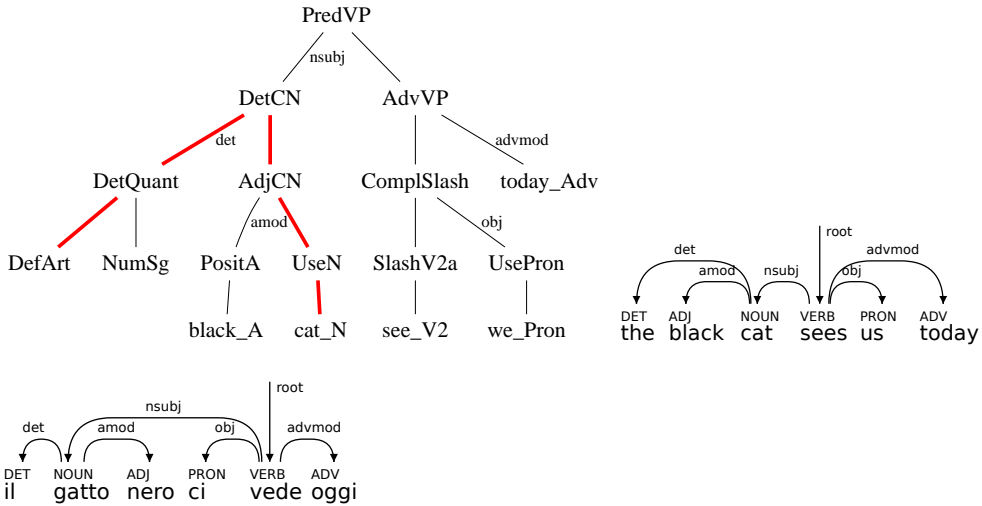 PredVP
nsubj
DetCN AdvVP
det advmod
DetQuant AdjCN ComplSlash today_Adv
amod obj
DefArt NumSg PositA UseN SlashV2a UsePron
black_A cat_N see_V2 we_Pron
root
det amod nsubj obj advmod
DET ADJ NOUN VERB PRON ADV
the black cat sees us today
root
nsubj
det amod obj advmod
DET NOUN ADJ PRON VERB ADV
il gatto nero ci vede oggi